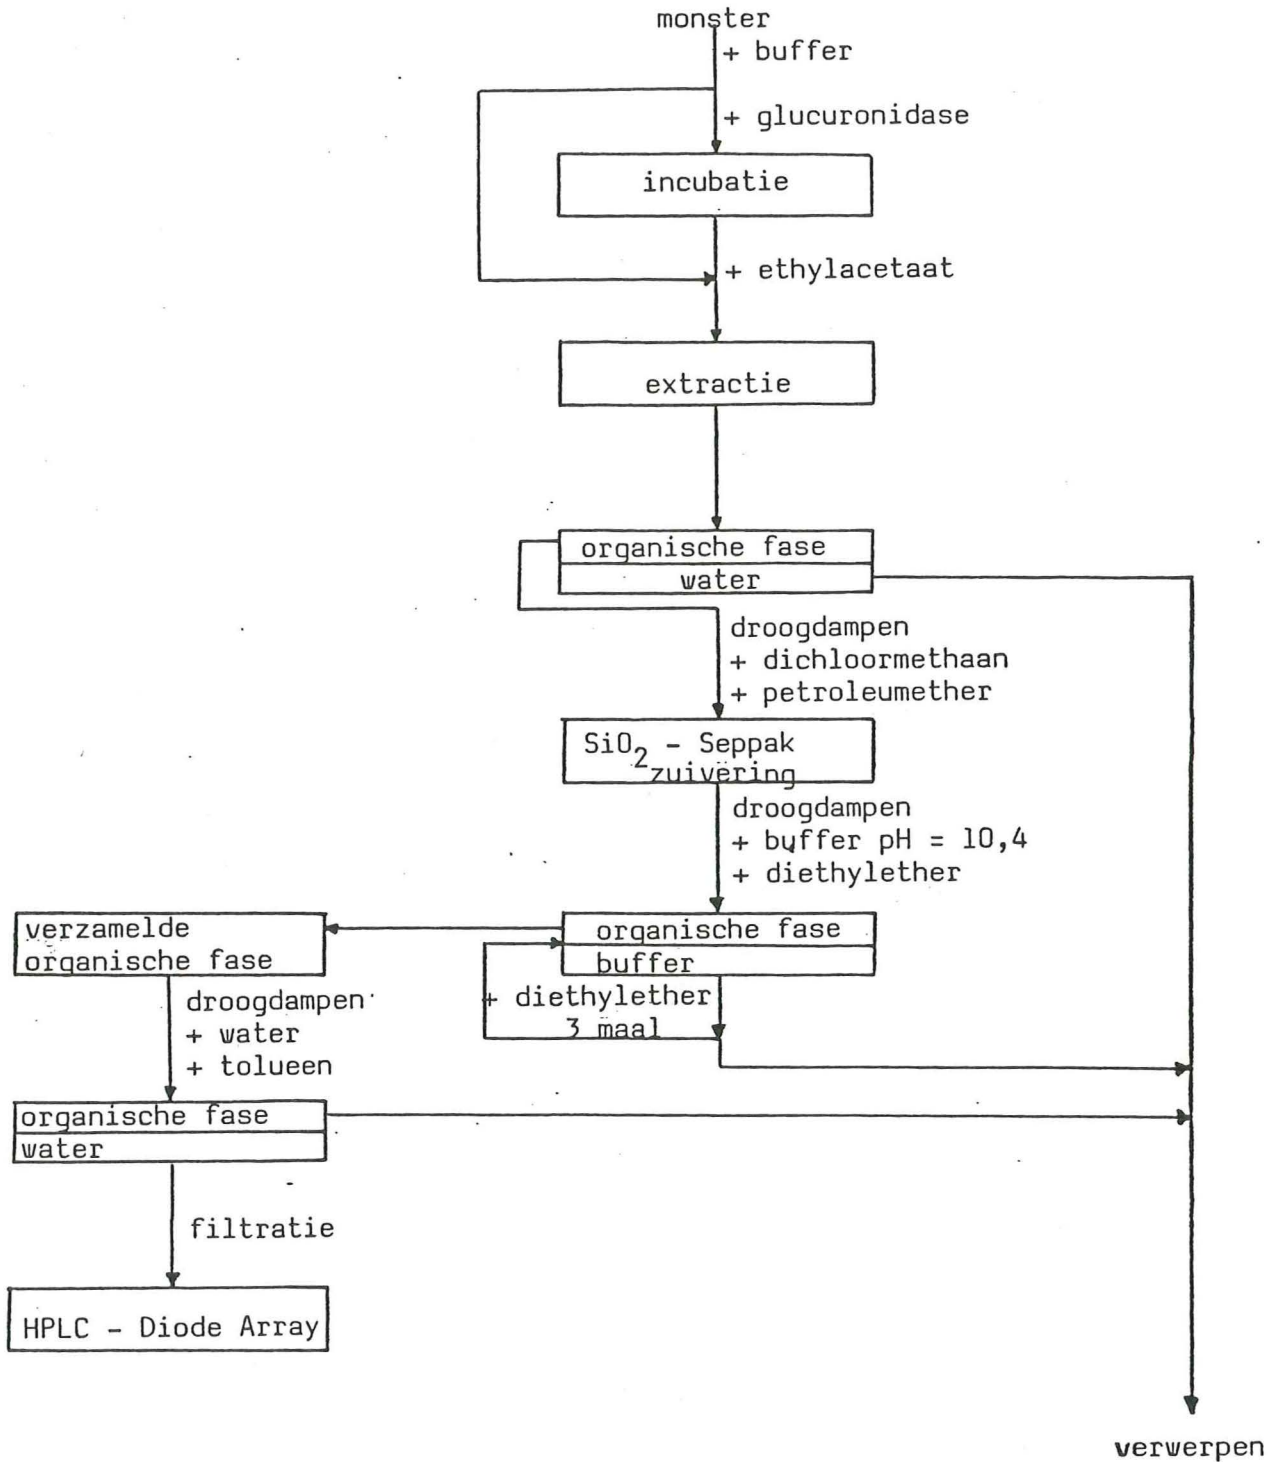 monster
+ buffer
+ glucuronidase
incubatie
+ ethylacetaat
extractie
organische fase
water
droogdampen
+ dichloormethaan
+ petroleumether
SiO2 - Seppak
zuivering
droogdampen
+ buffer pH = 10,4
+ diethylether
organische fase
buffer
+ diethylether
3 maal
verzamelde
organische fase
droogdampen
+ water
+ tolueen
organische fase
water
filtratie
HPLC - Diode Array
verwerpen